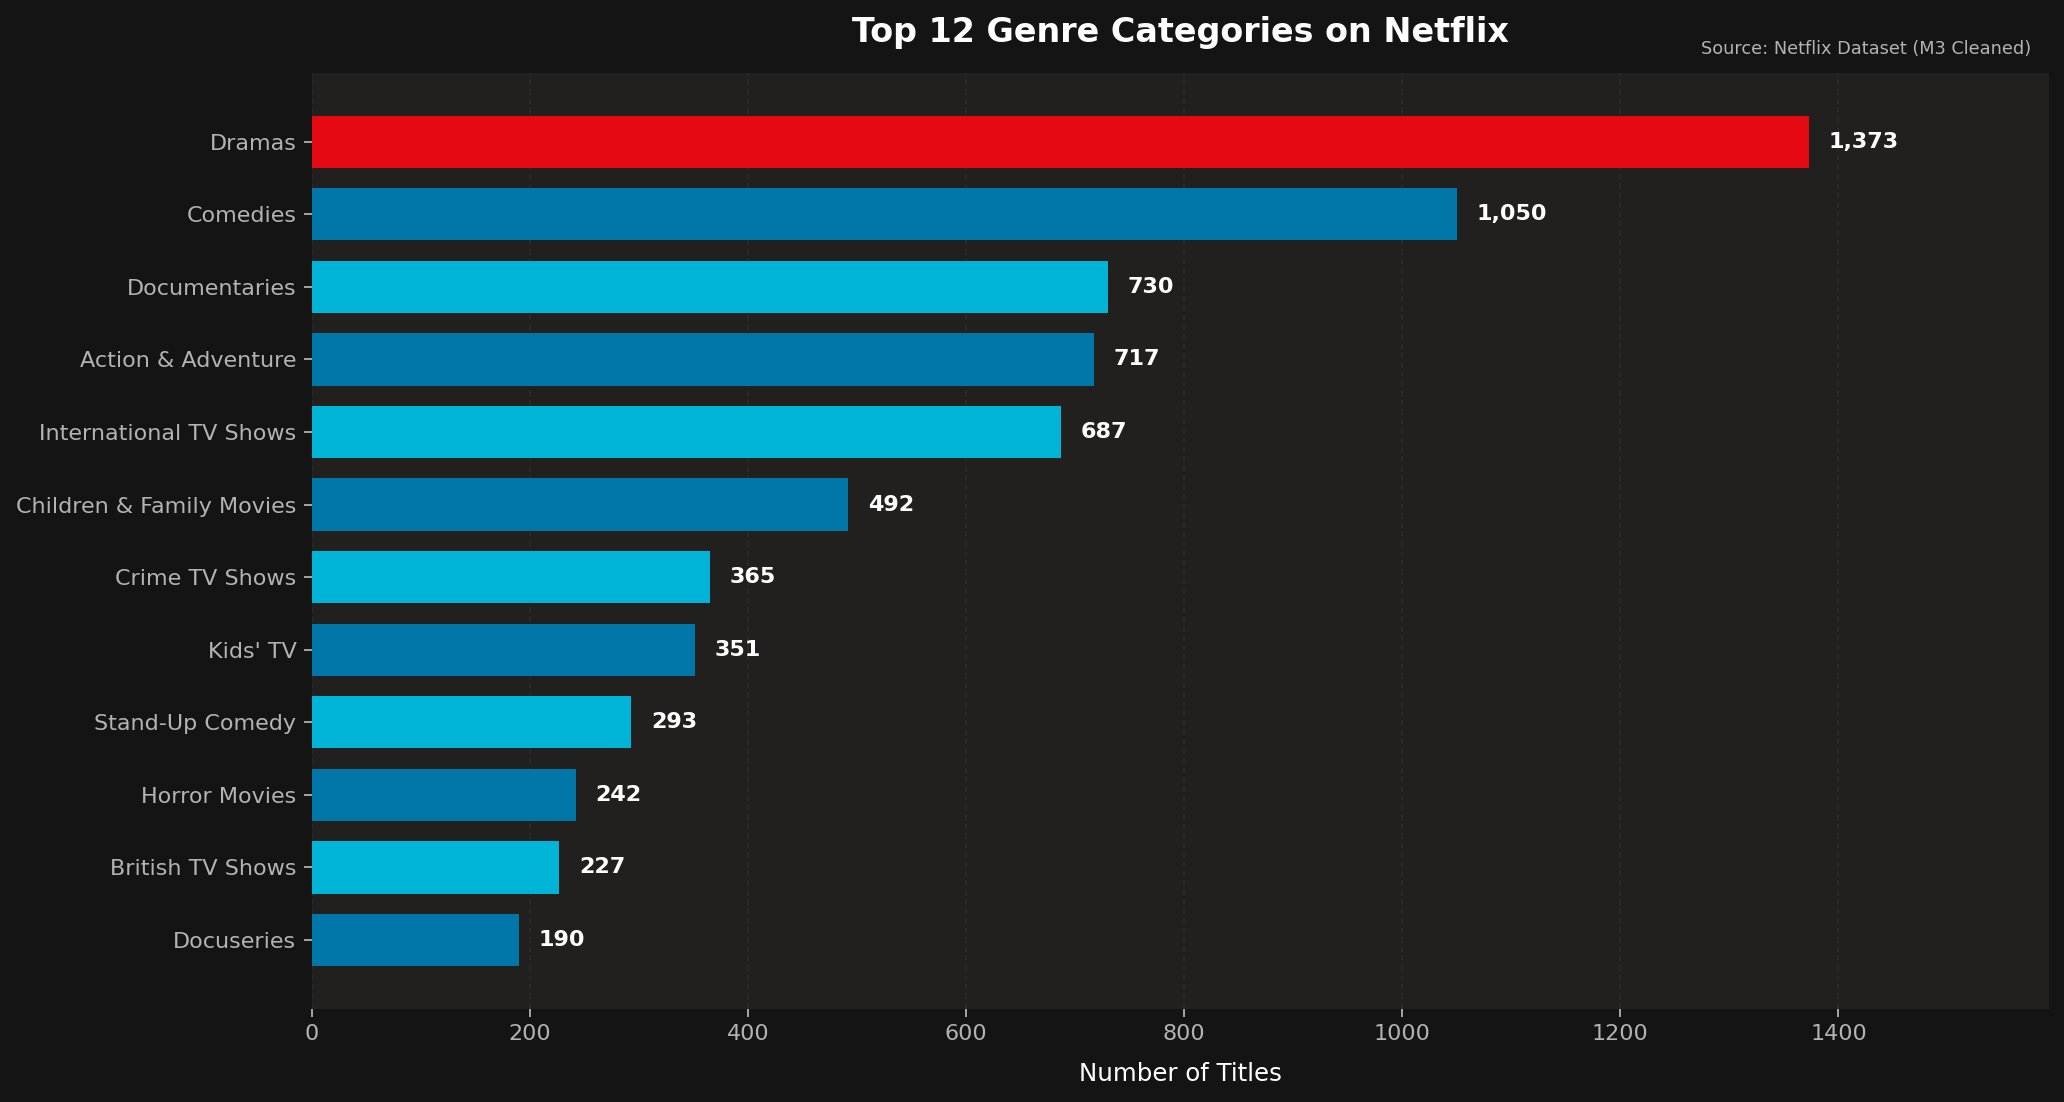 Top 12 Genre Categories on Netflix
Source: Netflix Dataset (M3 Cleaned)
Dramas 1,373
Comedies 1,050
Documentaries 730
Action & Adventure 717
International TV Shows 687
Children & Family Movies 492
Crime TV Shows 365
Kids' TV 351
Stand-Up Comedy 293
Horror Movies 242
British TV Shows 227
Docuseries 190
0 200 400 600 800 1000 1200 1400
Number of Titles